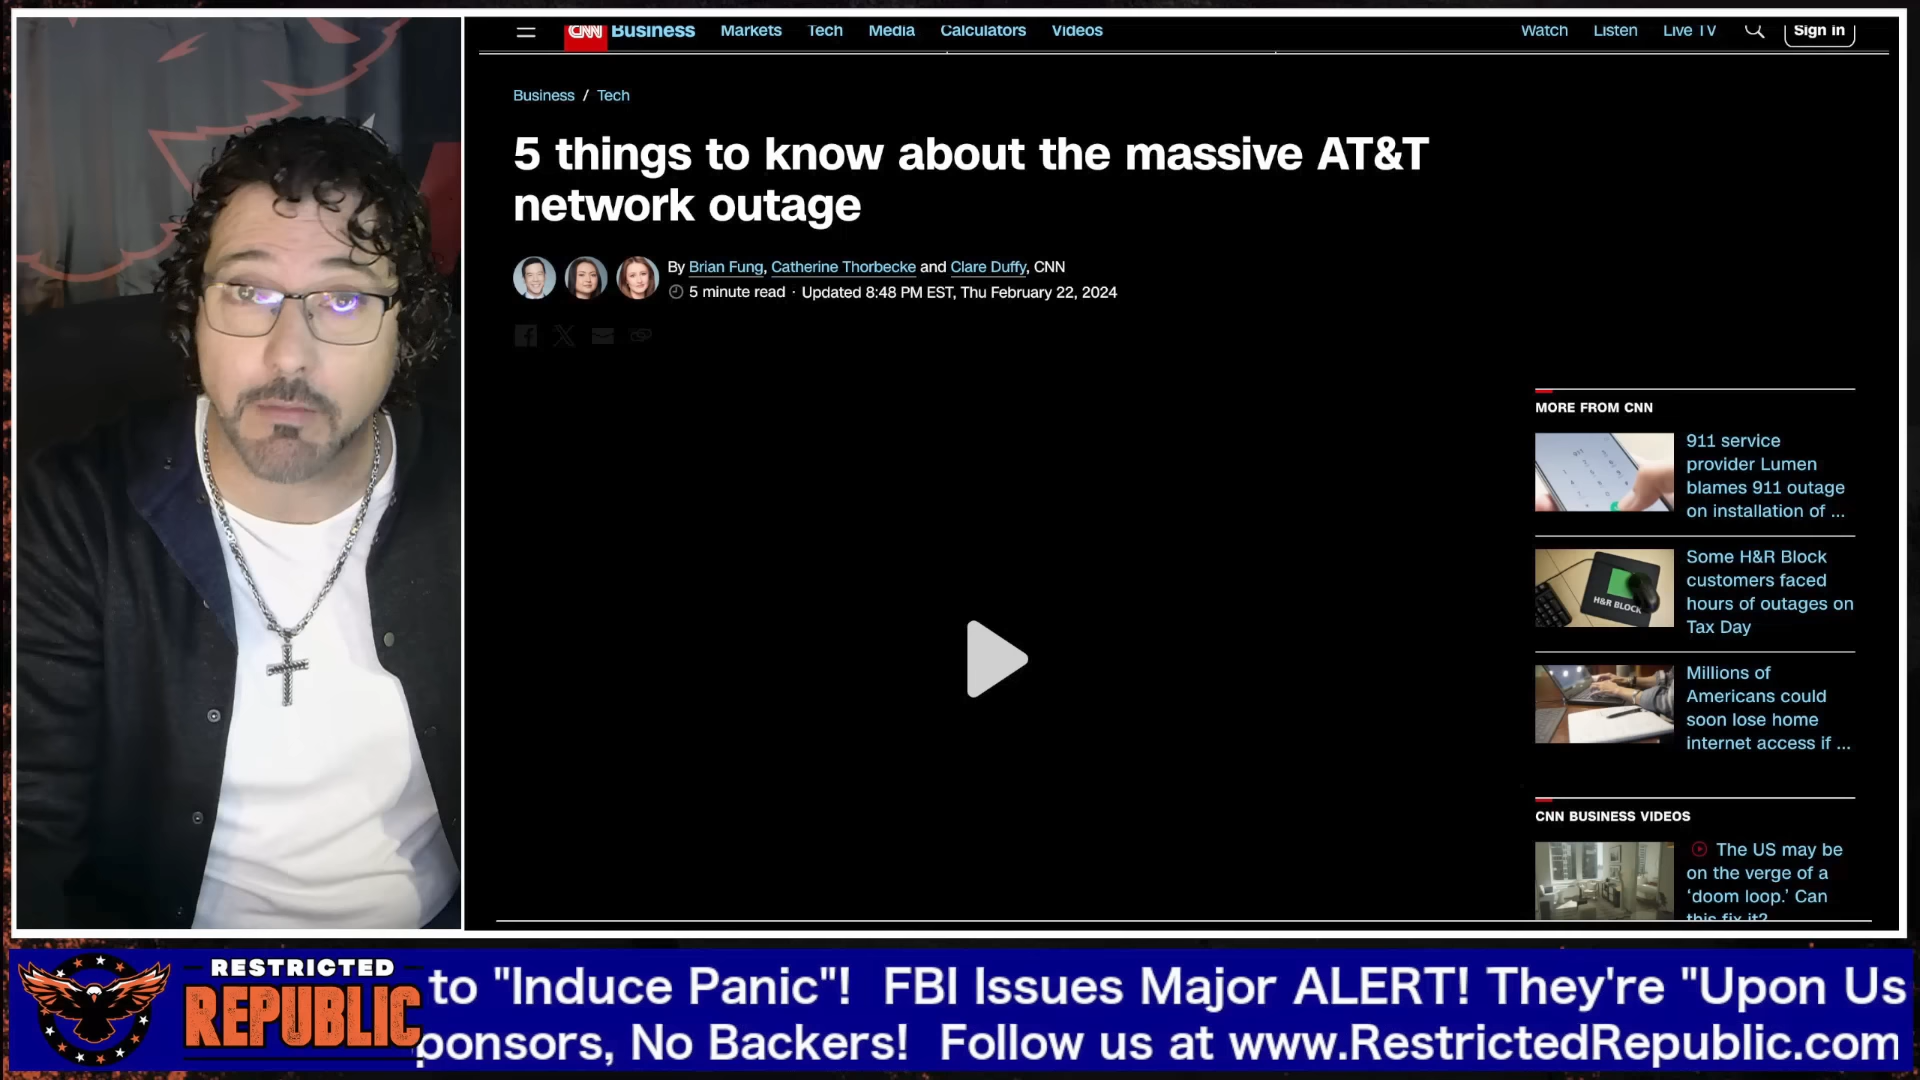 CNN Business Markets Tech Media Calculators Videos Watch Listen Live TV Sign in
Business / Tech
5 things to know about the massive AT&T
network outage
By Brian Fung, Catherine Thorbecke and Clare Duffy, CNN
5 minute read · Updated 8:48 PM EST, Thu February 22, 2024
MORE FROM CNN
911 service
provider Lumen
blames 911 outage
on installation of ...
Some H&R Block
customers faced
hours of outages on
Tax Day
H&R BLOCK
Millions of
Americans could
soon lose home
internet access if ...
CNN BUSINESS VIDEOS
The US may be
on the verge of a
‘doom loop.’ Can
this fix it?
RESTRICTED
REPUBLIC
to "Induce Panic"! FBI Issues Major ALERT! They're "Upon Us
ponsors, No Backers! Follow us at www.RestrictedRepublic.com